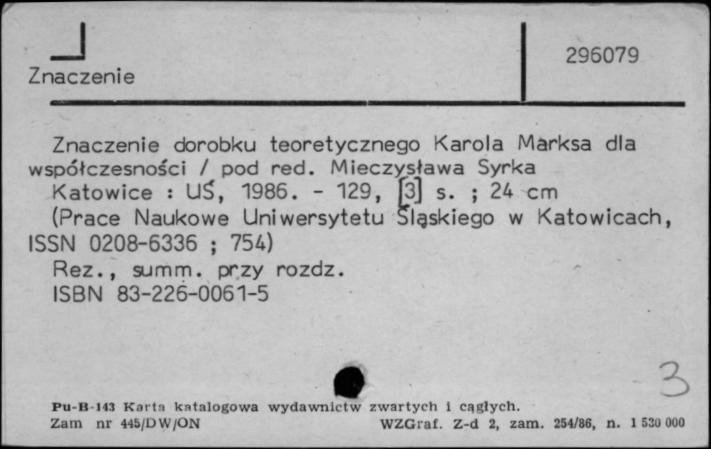 296079
Znaczenie
Znaczenie dorobku teoretycznego Karola Marksa dla
współczesności / pod red. Mieczysława Syrka
Katowice : UŚ, 1986. - 129, [3] s. ; 24 cm
(Prace Naukowe Uniwersytetu Śląskiego w Katowicach,
ISSN 0208-6336 ; 754)
Rez., summ. przy rozdz.
ISBN 83-226-0061-5
3
Pu-B-143 Karta katalogowa wydawnictw zwartych i cągłych.
Zam nr 445/DW/ON WZGraf. Z-d 2, zam. 254/86, n. 1 530 000